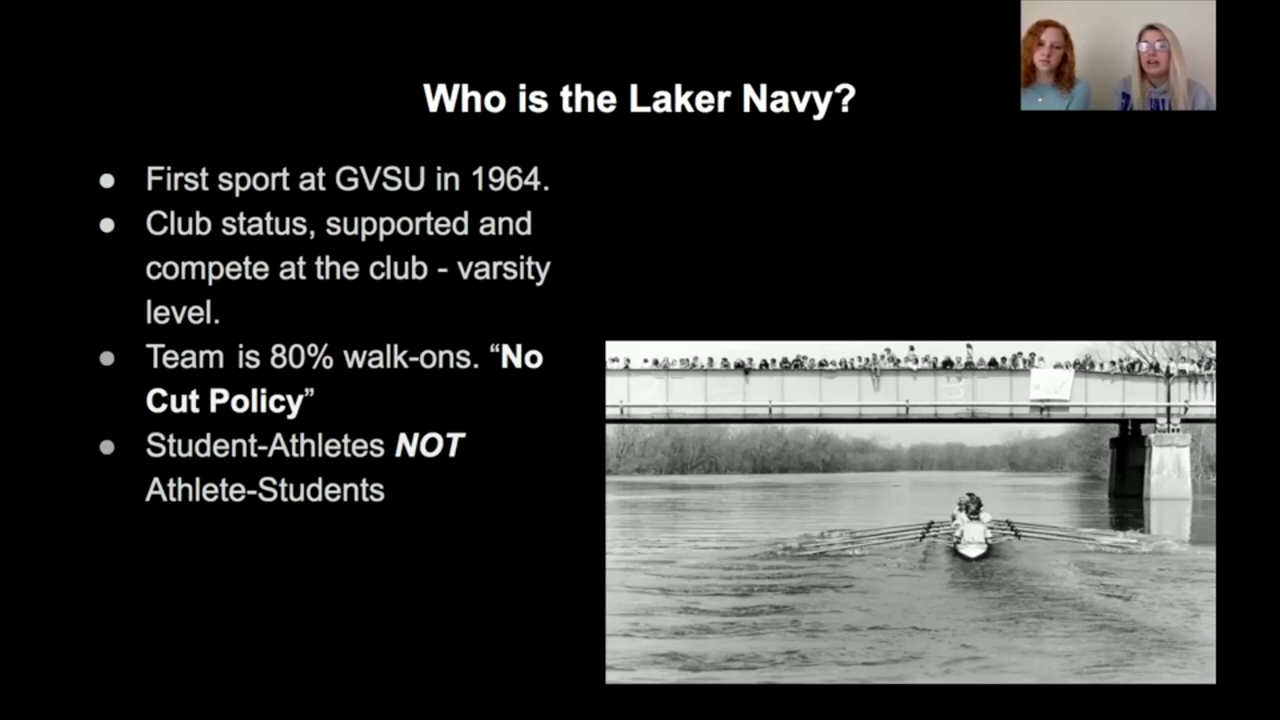 Who is the Laker Navy?
● First sport at GVSU in 1964.
● Club status, supported and
compete at the club - varsity
level.
● Team is 80% walk-ons. “No
Cut Policy”
● Student-Athletes NOT
Athlete-Students